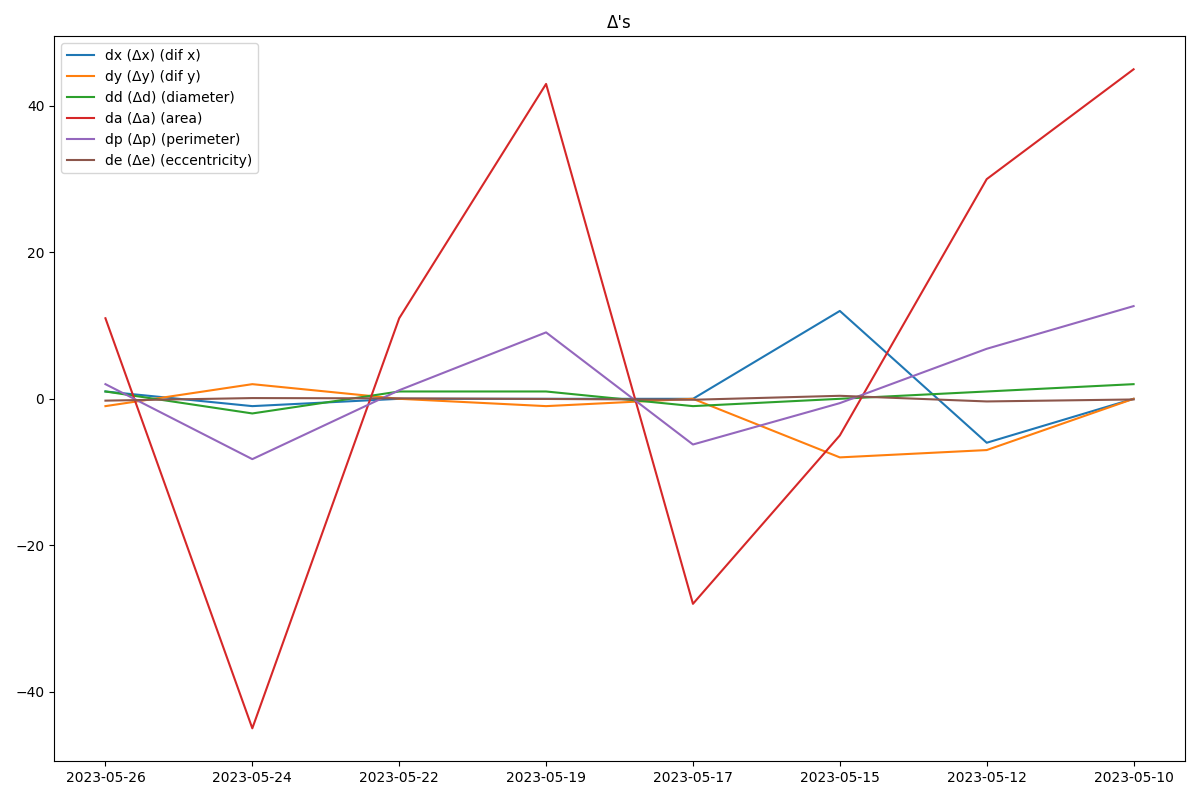 Δ's
dx (Δx) (dif x)
dy (Δy) (dif y)
dd (Δd) (diameter)
da (Δa) (area)
dp (Δp) (perimeter)
de (Δe) (eccentricity)
40
20
0
−20
−40
2023-05-26 2023-05-24 2023-05-22 2023-05-19 2023-05-17 2023-05-15 2023-05-12 2023-05-10